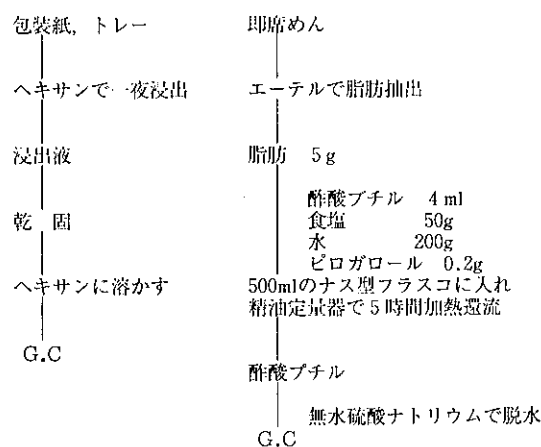 包装紙，トレー
ヘキサンで一夜浸出
浸出液
乾　固
ヘキサンに溶かす
G.C
即席めん
エーテルで脂肪抽出
脂肪　5g
酢酸ブチル　4ml
食塩　50g
水　200g
ピロガロール　0.2g
500mlのナス型フラスコに入れ
精油定量器で5時間加熱還流
酢酸ブチル
無水硫酸ナトリウムで脱水
G.C